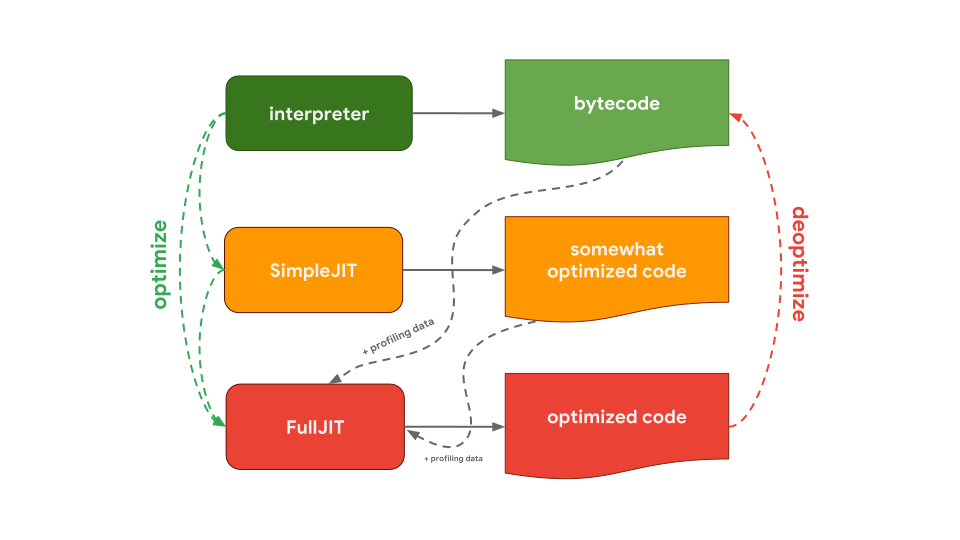 interpreter
bytecode
optimize
deoptimize
SimpleJIT
somewhat
optimized code
+ profiling data
FullJIT
optimized code
+ profiling data